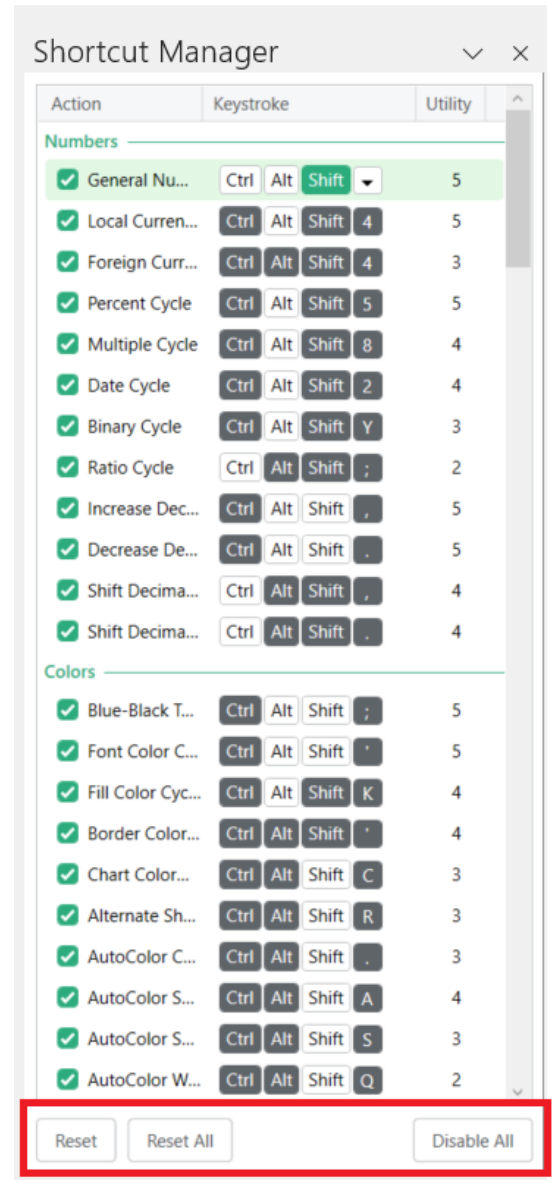 Shortcut Manager
Action Keystroke Utility
Numbers
General Nu... Ctrl Alt Shift 5
Local Curren... Ctrl Alt Shift 4 5
Foreign Curr... Ctrl Alt Shift 4 3
Percent Cycle Ctrl Alt Shift 5 5
Multiple Cycle Ctrl Alt Shift 8 4
Date Cycle Ctrl Alt Shift 2 4
Binary Cycle Ctrl Alt Shift Y 3
Ratio Cycle Ctrl Alt Shift ; 2
Increase Dec... Ctrl Alt Shift , 5
Decrease De... Ctrl Alt Shift . 5
Shift Decima... Ctrl Alt Shift , 4
Shift Decima... Ctrl Alt Shift . 4
Colors
Blue-Black T... Ctrl Alt Shift ; 5
Font Color C... Ctrl Alt Shift ' 5
Fill Color Cyc... Ctrl Alt Shift K 4
Border Color... Ctrl Alt Shift ' 4
Chart Color... Ctrl Alt Shift C 3
Alternate Sh... Ctrl Alt Shift R 3
AutoColor C... Ctrl Alt Shift . 3
AutoColor S... Ctrl Alt Shift A 4
AutoColor S... Ctrl Alt Shift S 3
AutoColor W... Ctrl Alt Shift Q 2
Reset Reset All Disable All